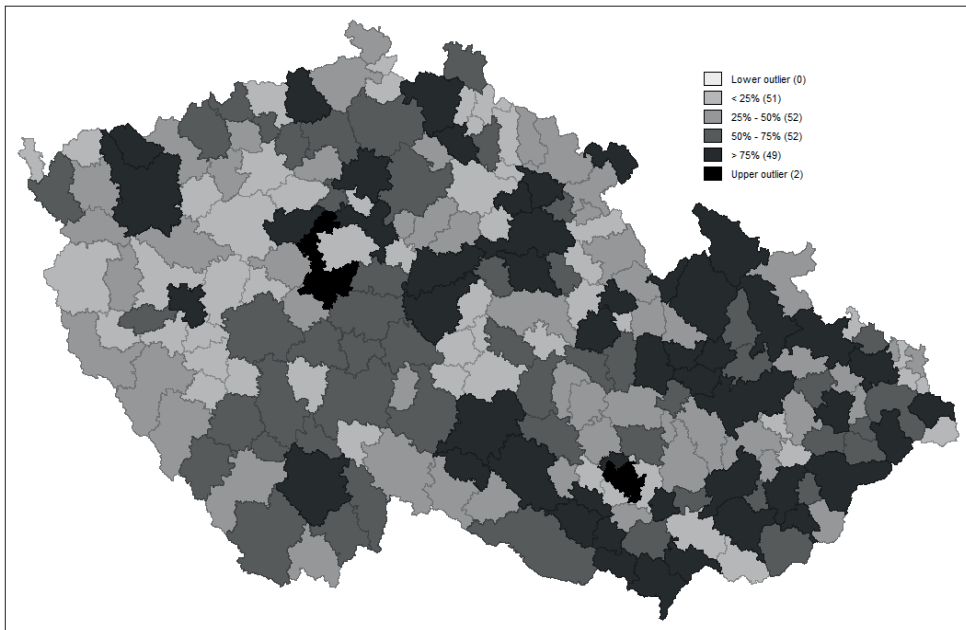 Lower outlier (0)
< 25% (51)
25% - 50% (52)
50% - 75% (52)
> 75% (49)
Upper outlier (2)